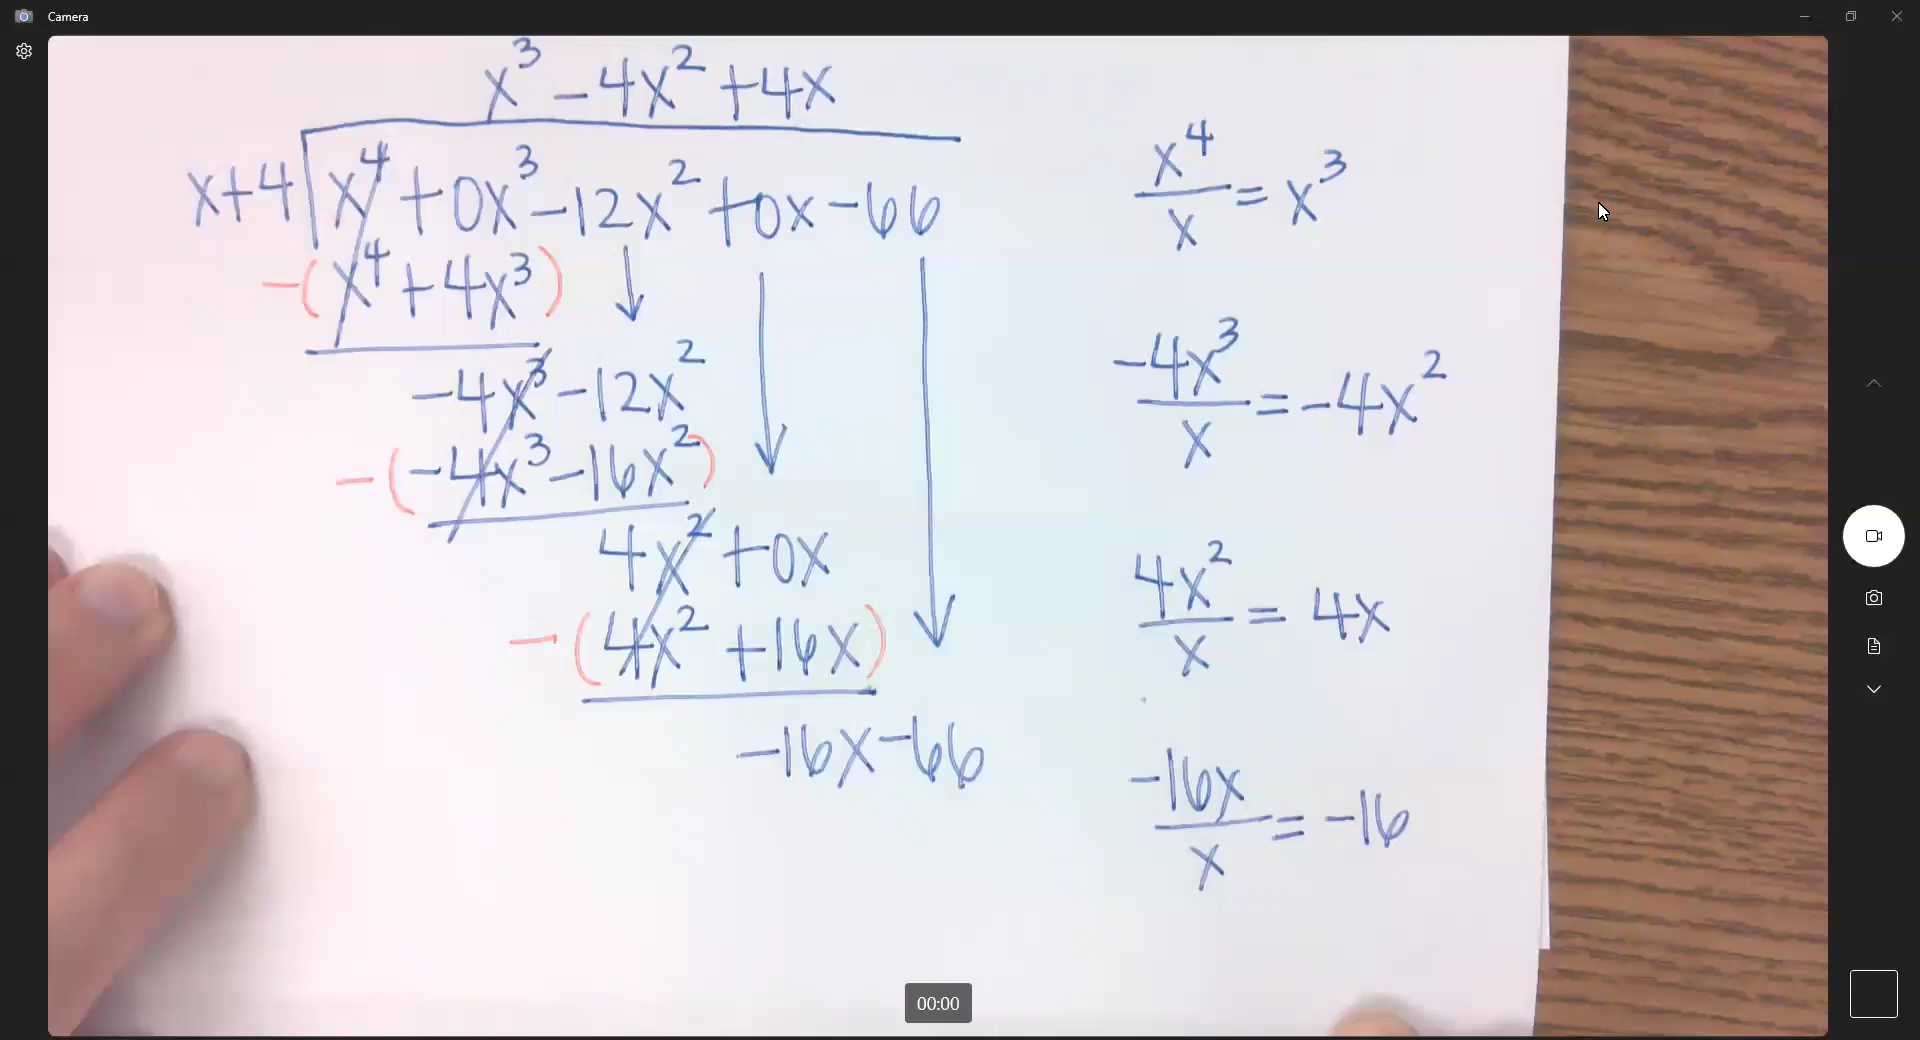 Camera
x³ - 4x² + 4x
x+4 | x⁴ + 0x³ - 12x² + 0x - 66
-(x⁴ + 4x³)
-4x³ - 12x²
-(-4x³ - 16x²)
4x² + 0x
-(4x² + 16x)
-16x - 66
x⁴/x = x³
-4x³/x = -4x²
4x²/x = 4x
-16x/x = -16
00:00